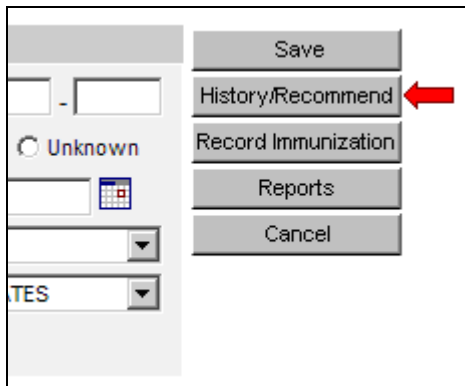 Save
- History/Recommend
Unknown Record Immunization
Reports
Cancel
ATES